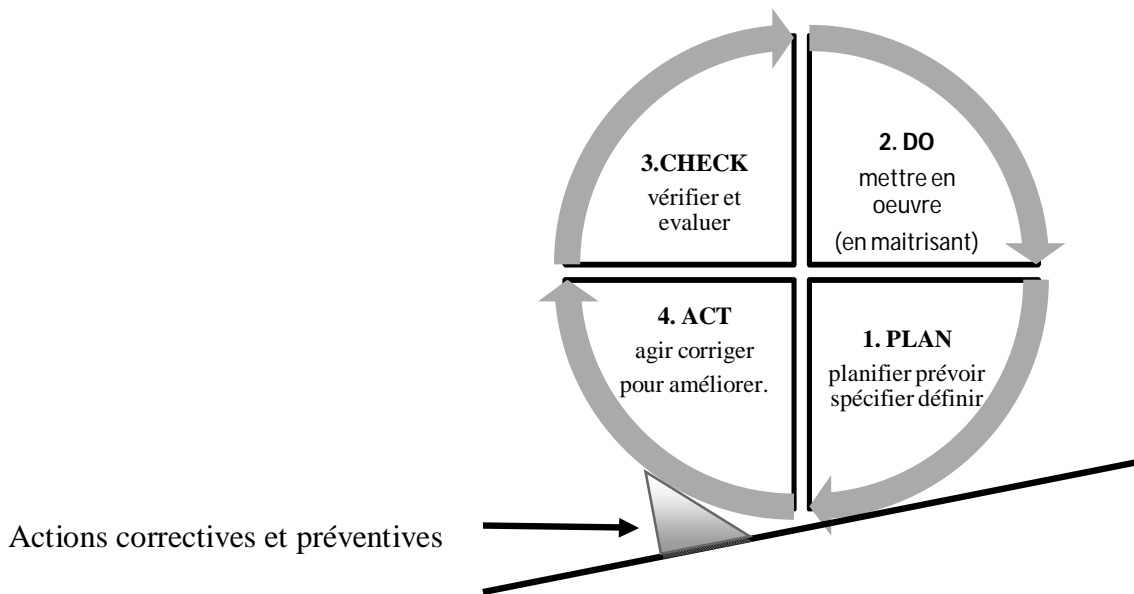 3.CHECK
vérifier et
evaluer
2. DO
mettre en
oeuvre
(en maitrisant)
4. ACT
agir corriger
pour améliorer.
1. PLAN
planifier prévoir
spécifier définir
Actions correctives et préventives